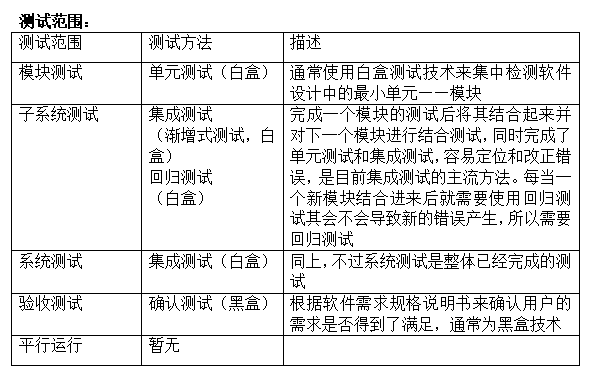 测试范围：
测试范围 测试方法 描述
模块测试 单元测试（白盒） 通常使用白盒测试技术来集中检测软件
设计中的最小单元——模块
子系统测试 集成测试 完成一个模块的测试后将其结合起来并
（渐增式测试，白 对下一个模块进行结合测试，同时完成了
盒） 单元测试和集成测试，容易定位和改正错
回归测试 误，是目前集成测试的主流方法。每当一
（白盒） 个新模块结合进来后就需要使用回归测
试其会不会导致新的错误产生，所以需要
回归测试
系统测试 集成测试（白盒） 同上，不过系统测试是整体已经完成的测
试
验收测试 确认测试（黑盒） 根据软件需求规格说明书来确认用户的
需求是否得到了满足，通常为黑盒技术
平行运行 暂无